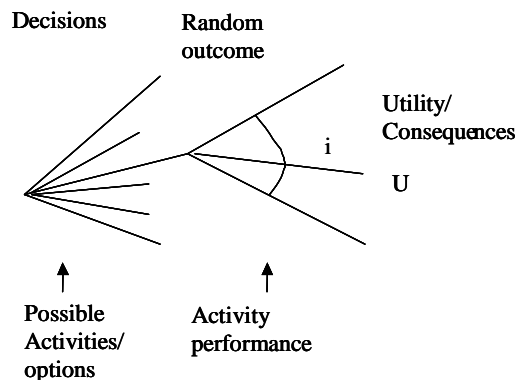 Decisions
Random
outcome
Utility/
Consequences
i
U
Possible
Activities/
options
Activity
performance